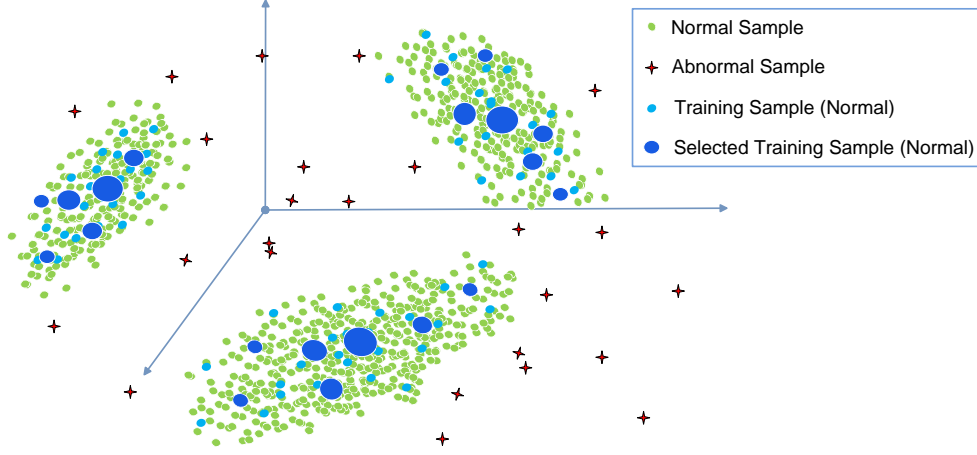 Normal Sample
Abnormal Sample
Training Sample (Normal)
Selected Training Sample (Normal)